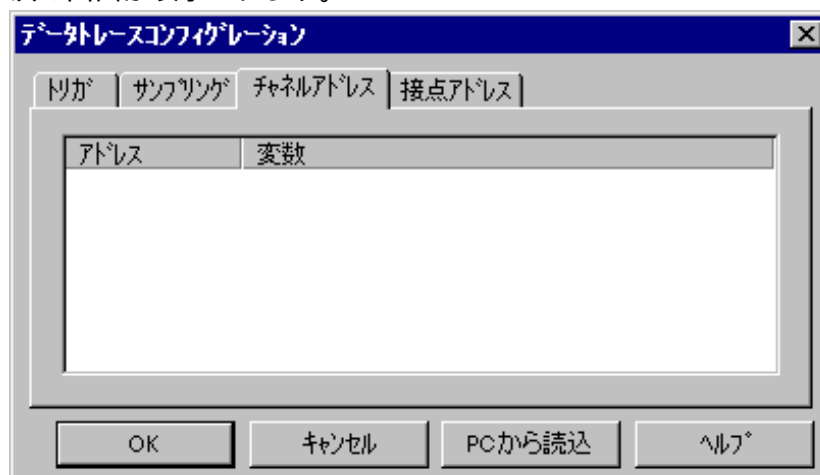 ﾃﾞｰﾀﾄﾚｰｽｺﾝﾌｨｸﾞﾚｰｼｮﾝ
ﾄﾘｶﾞ ｻﾝﾌﾟﾘﾝｸﾞ ﾁｬﾈﾙｱﾄﾞﾚｽ 接点ｱﾄﾞﾚｽ
ｱﾄﾞﾚｽ 変数
OK ｷｬﾝｾﾙ PCから読込 ﾍﾙﾌﾟ